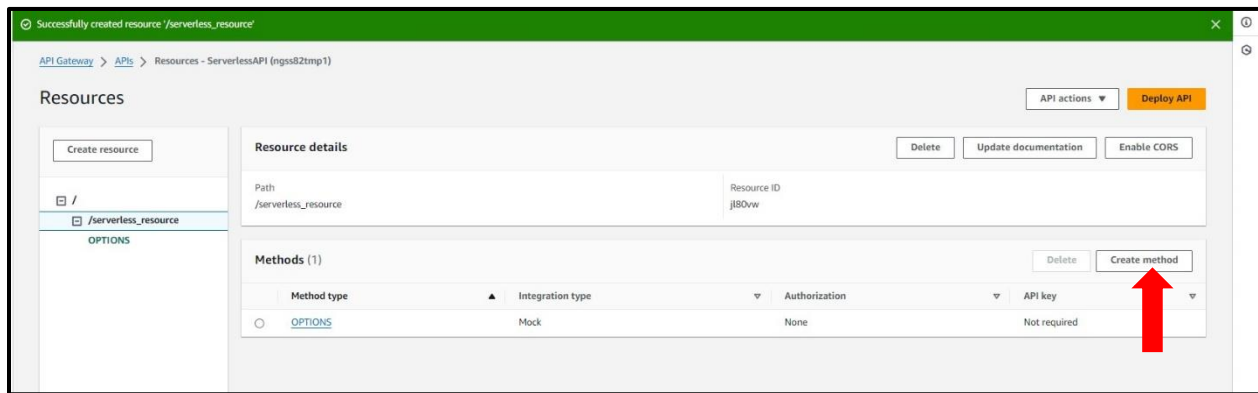 Successfully created resource '/serverless_resource'
API Gateway > APIs > Resources - ServerlessAPI (ngss82tmp1)
Resources
API actions ▼ Deploy API
Create resource
/
/serverless_resource
OPTIONS
Resource details
Delete Update documentation Enable CORS
Path Resource ID
/serverless_resource jl80vw
Methods (1)
Delete Create method
Method type Integration type Authorization API key
OPTIONS Mock None Not required